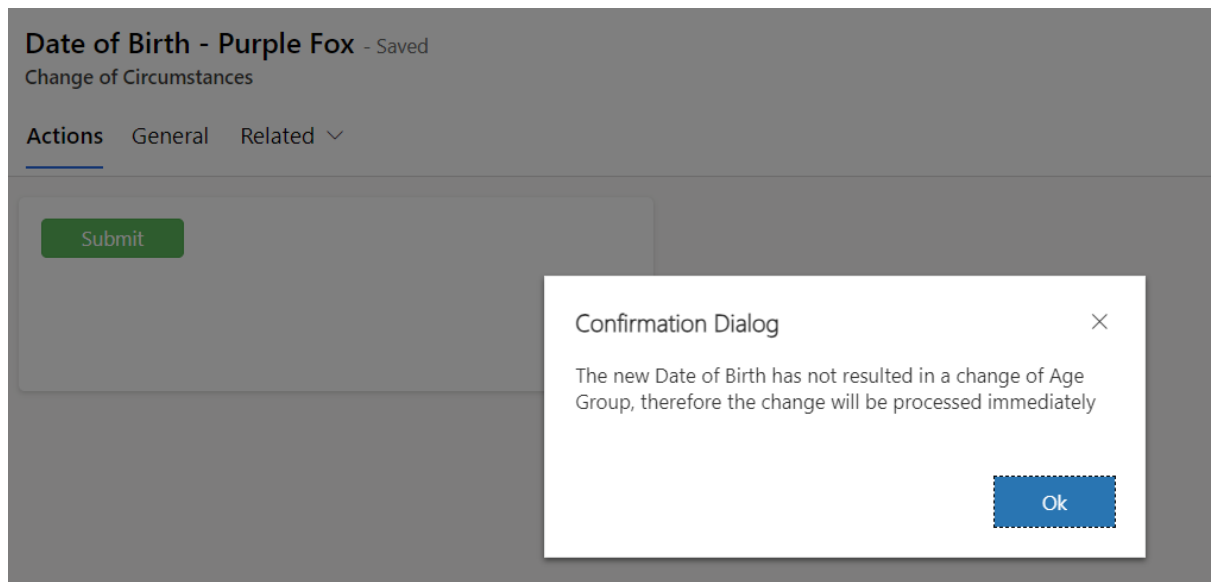 Date of Birth - Purple Fox - Saved
Change of Circumstances
Actions General Related
Submit
Confirmation Dialog
The new Date of Birth has not resulted in a change of Age
Group, therefore the change will be processed immediately
Ok